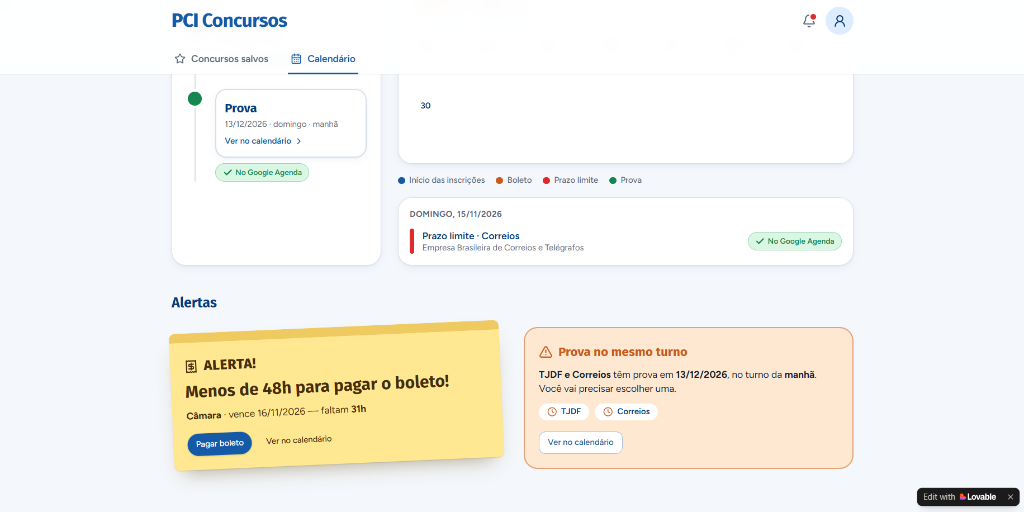 PCI Concursos
Concursos salvos
Calendário
Prova
13/12/2026 · domingo · manhã
Ver no calendário
No Google Agenda
30
Início das inscrições
Boleto
Prazo limite
Prova
DOMINGO, 15/11/2026
Prazo limite · Correios
Empresa Brasileira de Correios e Telégrafos
No Google Agenda
Alertas
ALERTA!
Menos de 48h para pagar o boleto!
Câmara · vence 16/11/2026 — faltam 31h
Pagar boleto
Ver no calendário
Prova no mesmo turno
TJDF e Correios têm prova em 13/12/2026, no turno da manhã.
Você vai precisar escolher uma.
TJDF
Correios
Ver no calendário
Edit with Lovable